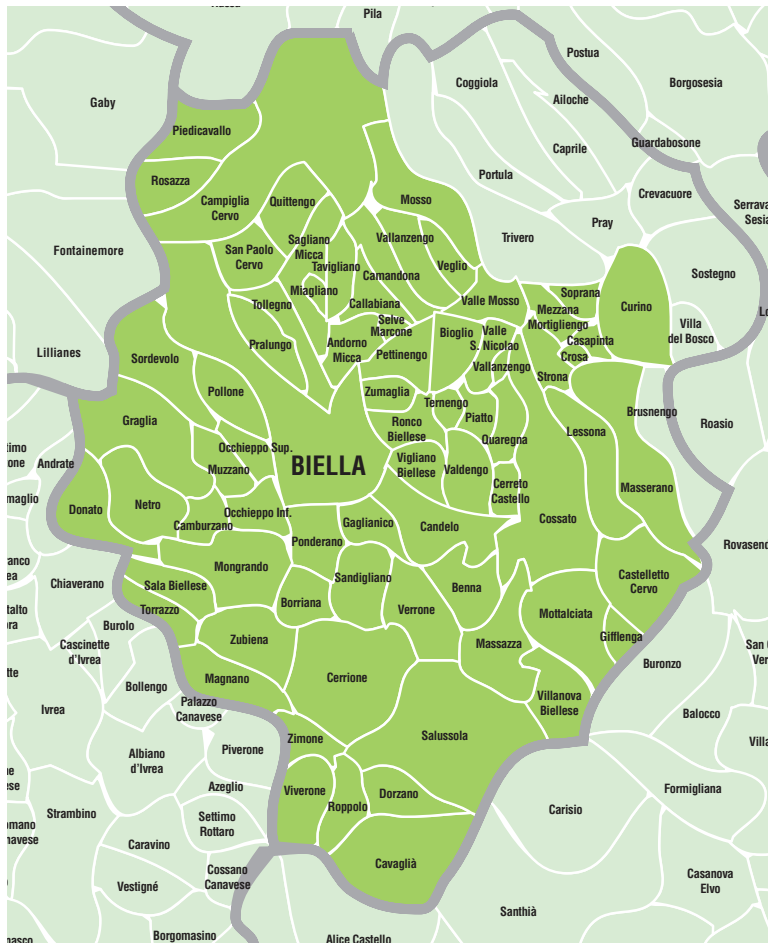 Pila
Postua
Coggiola
Borgosesia
Gaby
Ailoche
Piedicavallo
Guardabosone
Caprile
Rosazza
Portula
Crevacuore
Campiglia
Cervo
Quittengo
Mosso
Serrava
Sesia
Pray
Trivero
Vallanzengo
Sagliano
Micca
Fontainemore
San Paolo
Cervo
Tavigliano
Veglio
Camandona
Sostegno
Miagliano
Soprana
Tollegno
Callabiana
Valle Mosso
Mezzana
Mortigliengo
Curino
Selve
Marcone
Bioglio
Valle
S. Nicolao
Villa
del Bosco
Lillianes
Sordevolo
Pralungo
Andorno
Micca
Pettinengo
Casapinta
Crosa
Vallanzengo
Strona
Pollone
Zumaglia
Ternengo
Piatto
Brusnengo
Graglia
Ronco
Biellese
Quaregna
Lessona
Roasio
Occhieppo Sup.
BIELLA
Muzzano
Vigliano
Biellese
Valdengo
Andrate
Cerreto
Castello
Masserano
Donato
Netro
Occhieppo Inf.
Camburzano
Gaglianico
Candelo
Cossato
Ponderano
Rovasend
Mongrando
Chiaverano
Sala Biellese
Sandigliano
Benna
Castelletto
Cervo
Torrazzo
Borriana
Verrone
Mottalciata
Burolo
Zubiena
Massazza
Gifflenga
Cascinette
d'Ivrea
Buronzo
Magnano
Cerrione
Bollengo
Palazzo
Canavese
Villanova
Biellese
Ivrea
Balocco
Zimone
Salussola
Piverone
Albiano
d'Ivrea
Azeglio
Viverone
Dorzano
Roppolo
Formigliana
Strambino
Settimo
Rottaro
Carisio
Caravino
Cavaglià
Cossano
Canavese
Vestigné
Casanova
Elvo
Santhià
Borgomasino
Alice Castello